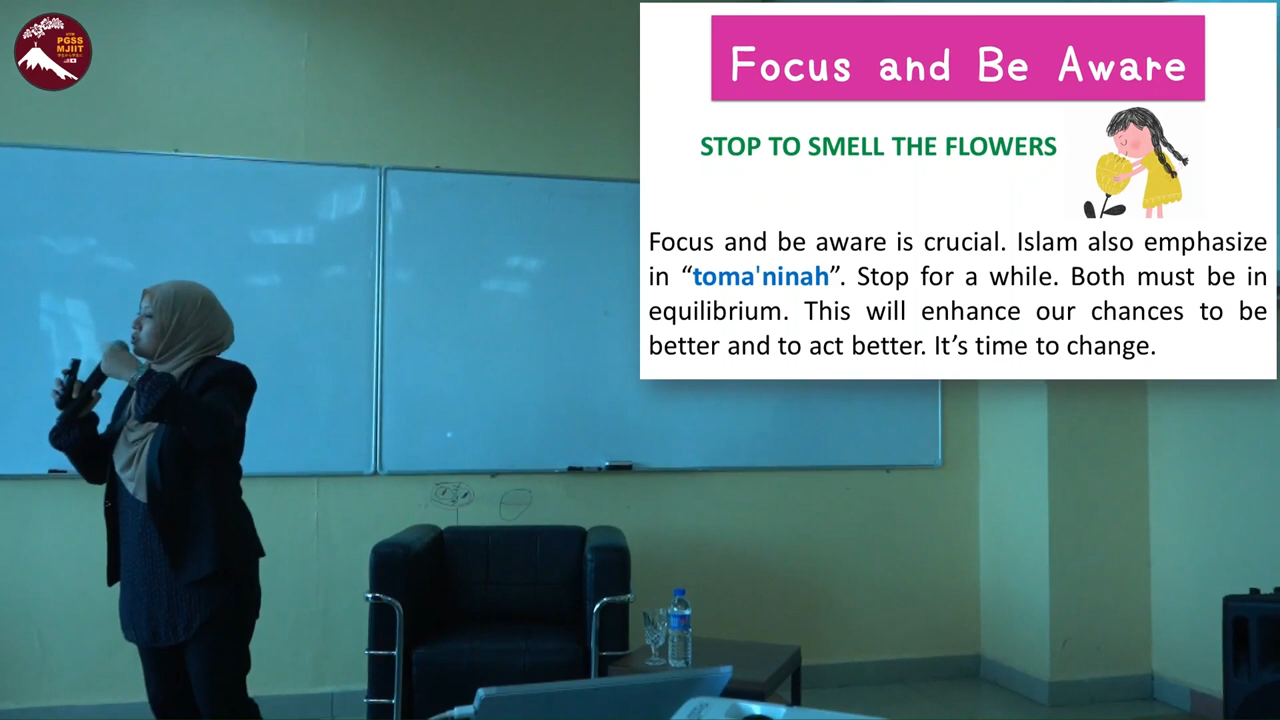 PGSS
MJIIT
Focus and Be Aware
STOP TO SMELL THE FLOWERS
Focus and be aware is crucial. Islam also emphasize
in “toma'ninah”. Stop for a while. Both must be in
equilibrium. This will enhance our chances to be
better and to act better. It’s time to change.